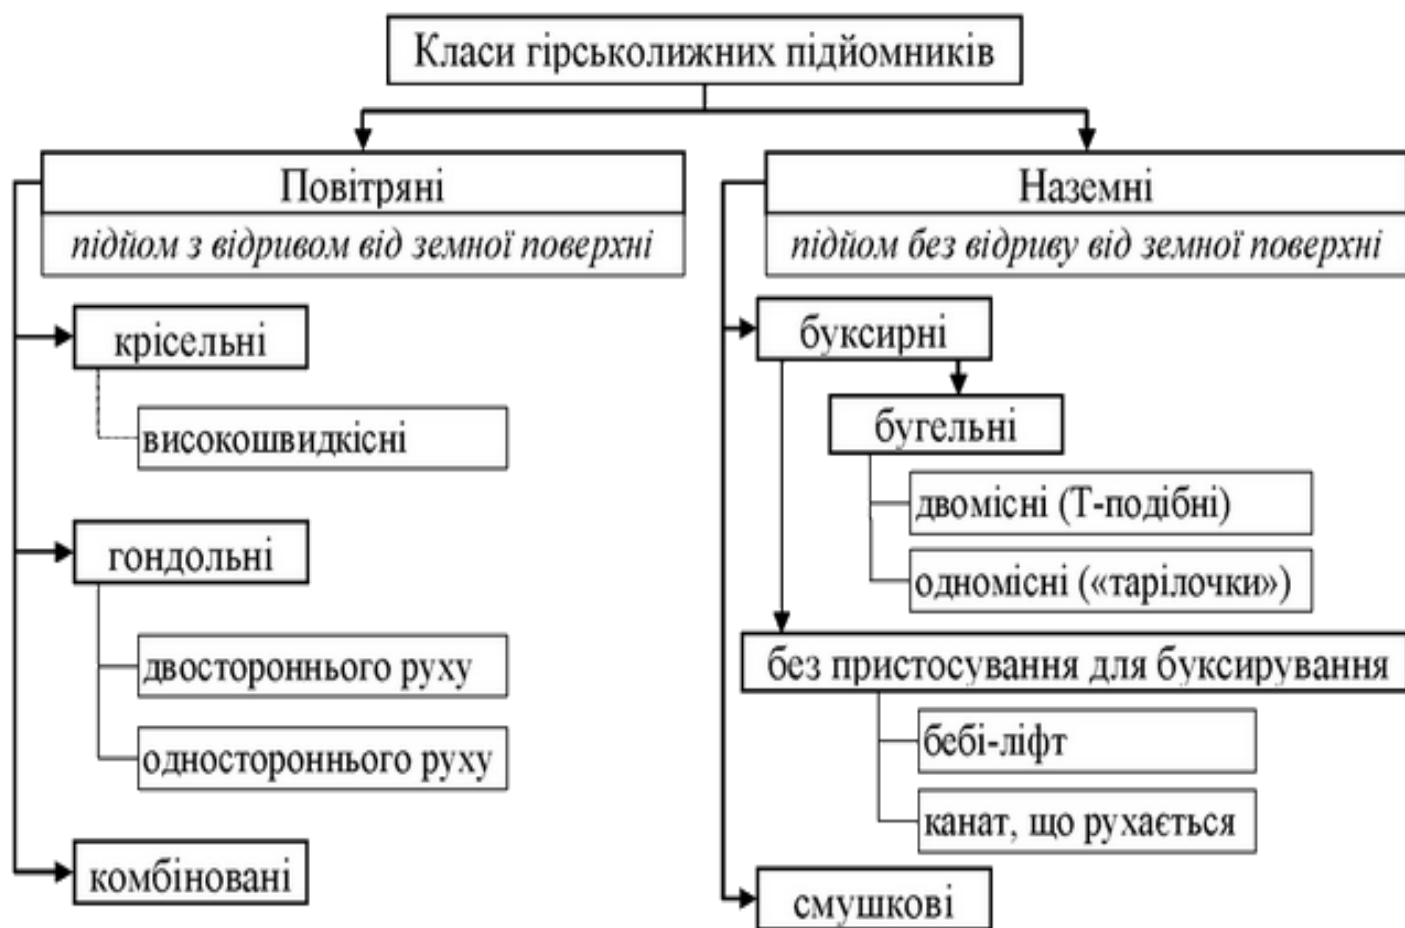 Класи гірськолижних підйомників
Повітряні
підйом з відривом від земної поверхні
крісельні
високошвидкісні
гондольні
двостороннього руху
одностороннього руху
комбіновані
Наземні
підйом без відриву від земної поверхні
буксирні
бугельні
двомісні (Т-подібні)
одномісні («тарілочки»)
без пристосування для буксирування
бебі-ліфт
канат, що рухається
смушкові